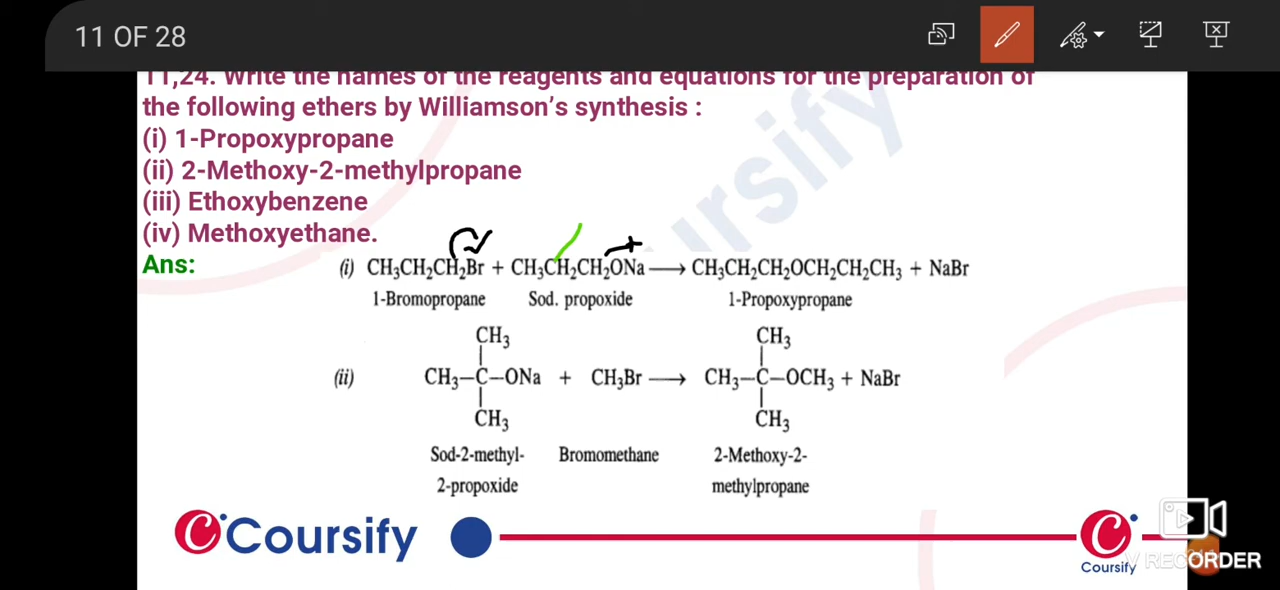 11 OF 28
11,24. Write the names of the reagents and equations for the preparation of
the following ethers by Williamson’s synthesis :
(i) 1-Propoxypropane
(ii) 2-Methoxy-2-methylpropane
(iii) Ethoxybenzene
(iv) Methoxyethane.
Ans:
(i) CH₃CH₂CH₂Br + CH₃CH₂CH₂ONa ⟶ CH₃CH₂CH₂OCH₂CH₂CH₃ + NaBr
1-Bromopropane Sod. propoxide 1-Propoxypropane
CH₃ CH₃
(ii) CH₃–C–ONa + CH₃Br ⟶ CH₃–C–OCH₃ + NaBr
CH₃ CH₃
Sod-2-methyl- Bromomethane 2-Methoxy-2-
2-propoxide methylpropane
Coursify
Coursify
V RECORDER